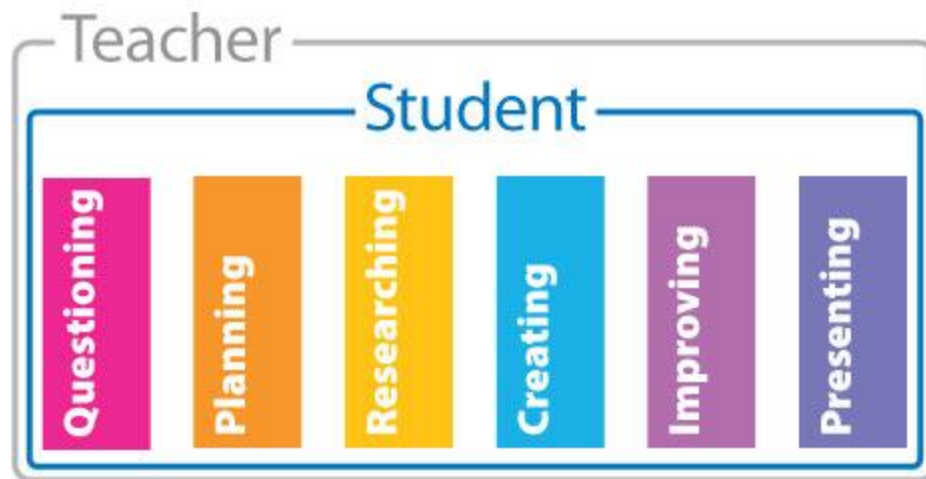 Teacher
Student
Questioning
Planning
Researching
Creating
Improving
Presenting